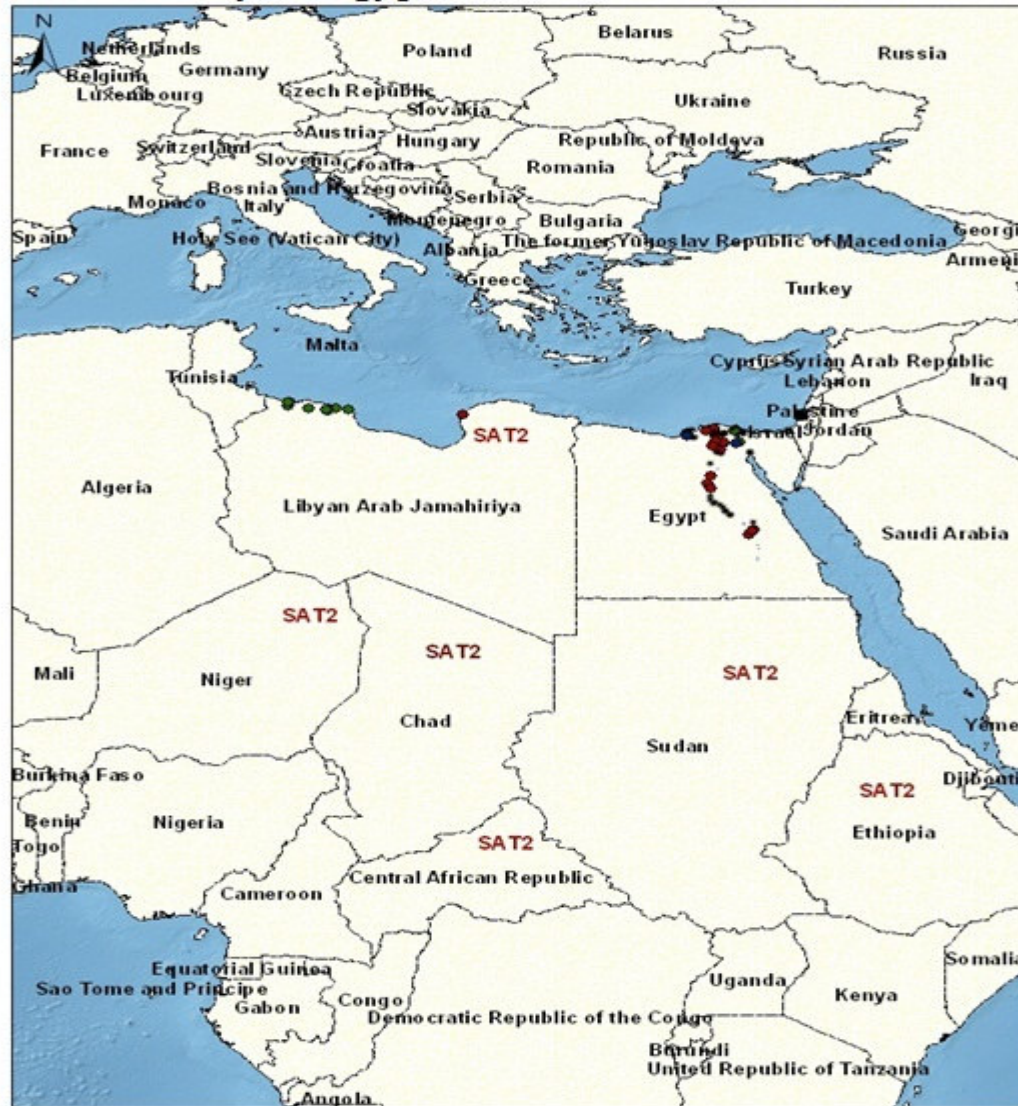 N
Netherlands
Belarus
Poland
Russia
Germany
Belgium
Luxembourg
Czech Republic
Slovakia
Ukraine
Austria
Hungary
Republic of Moldova
France
Switzerland
Slovenia
Croatia
Romania
Bosnia and Herzegovina
Serbia
Monaco
Italy
Montenegro
Bulgaria
Spain
Holy See (Vatican City)
Albania
The former Yugoslav Republic of Macedonia
Georgi
Armeni
Greece
Turkey
Malta
Cyprus
Syrian Arab Republic
Tunisia
Lebanon
Iraq
Palestine
Israel
Jordan
SAT2
Algeria
Libyan Arab Jamahiriya
Egypt
Saudi Arabia
SAT2
SAT2
SAT2
Mali
Niger
Chad
Sudan
Eritrea
Yeme
Burkina Faso
Djibouti
SAT2
Benin
Nigeria
Ethiopia
Togo
SAT2
Ghana
Cameroon
Central African Republic
Equatorial Guinea
Somalia
Sao Tome and Principe
Uganda
Gabon
Congo
Kenya
Democratic Republic of the Congo
Burundi
United Republic of Tanzania
Angola